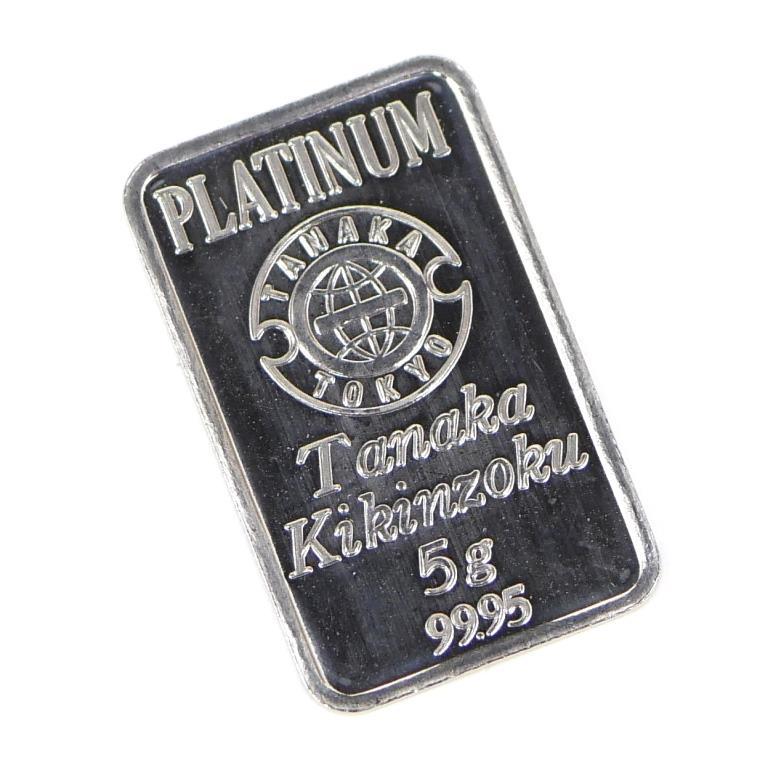 PLATINUM
TANAKA
TOKYO
Tanaka
Kikinzoku
5g
99.95